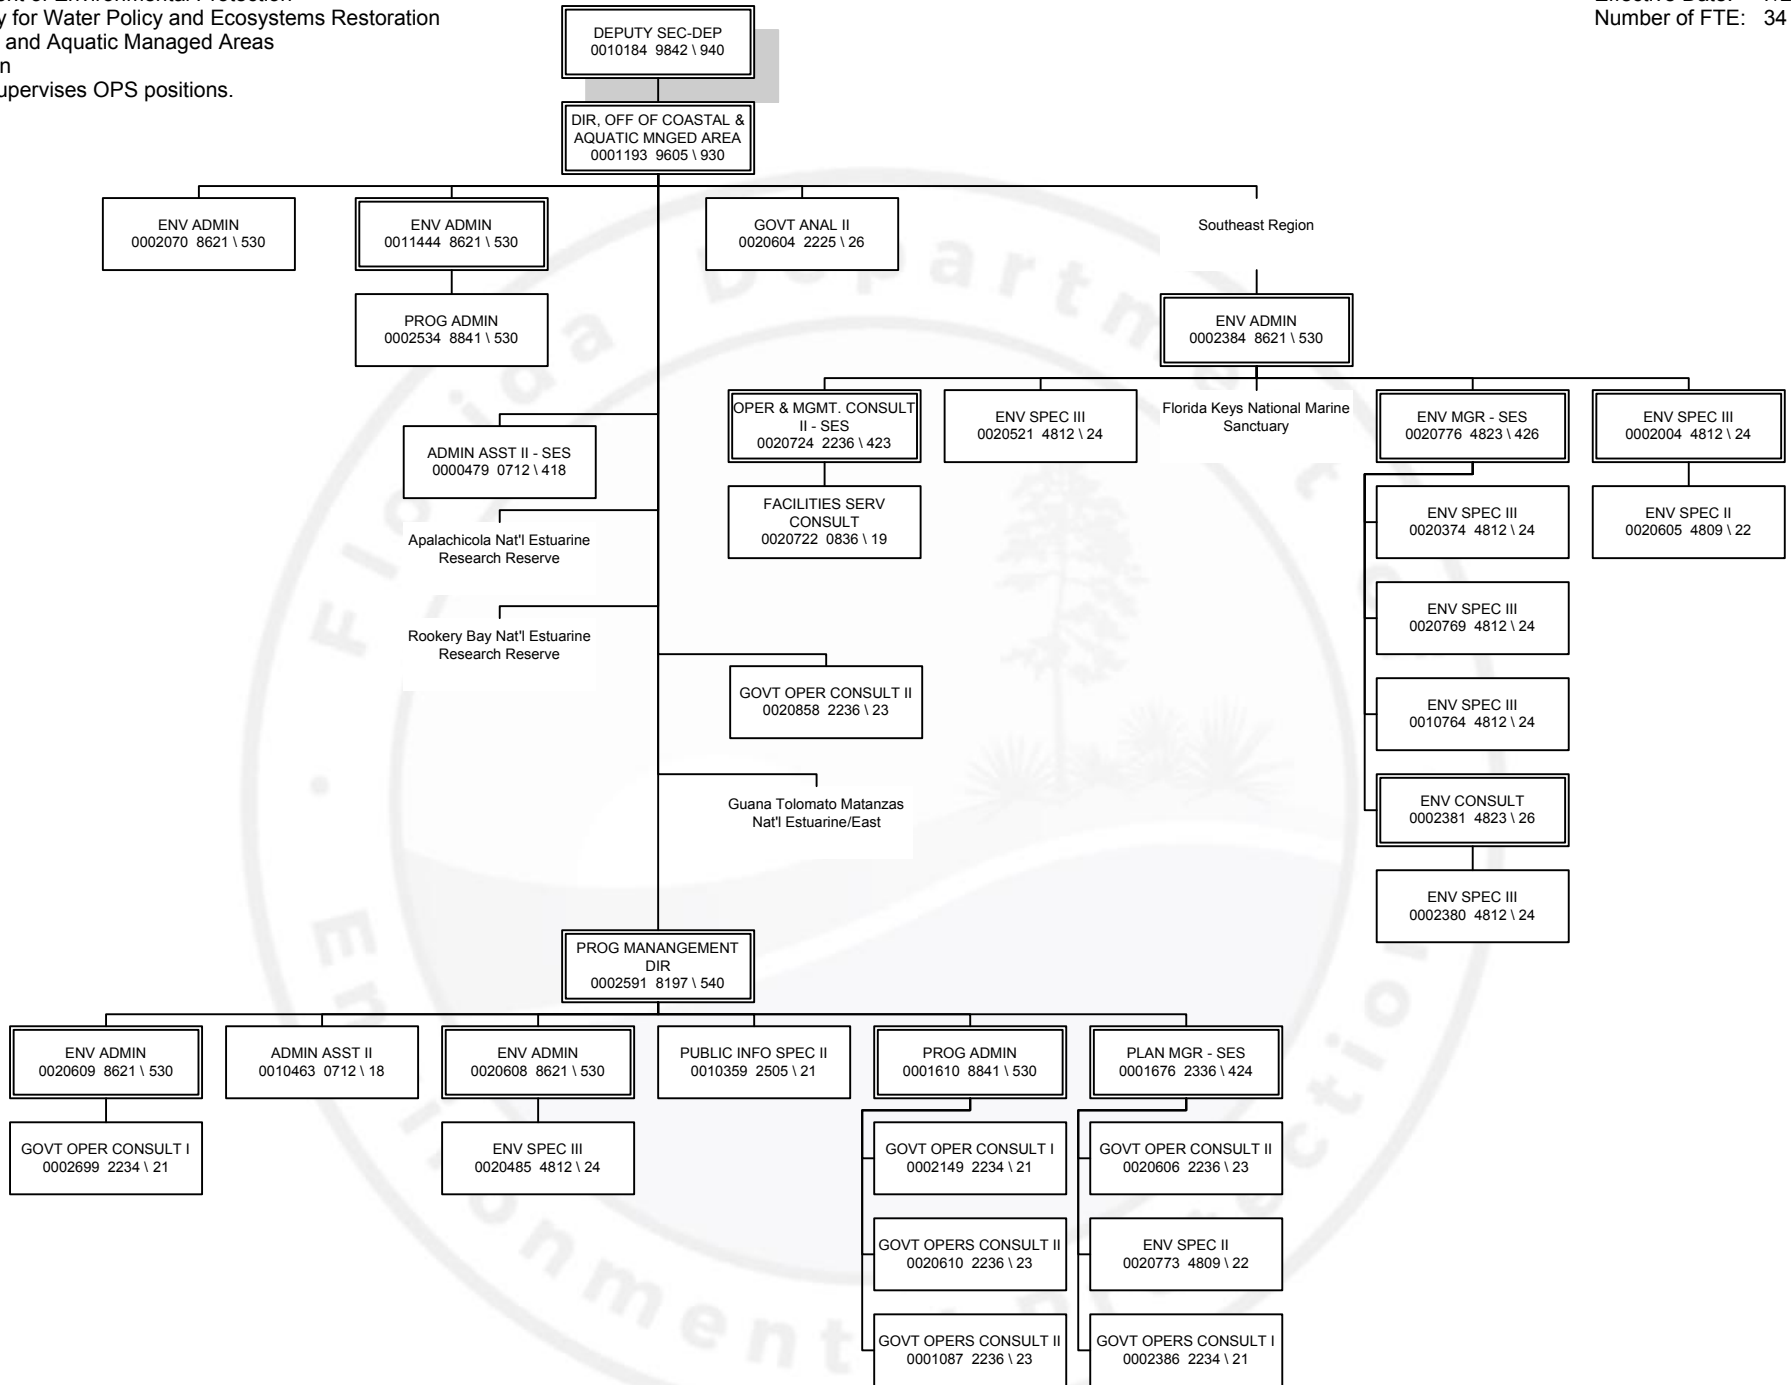 y for Water Policy and Ecosystems Restoration
and Aquatic Managed Areas
upervises OPS positions.
Number of FTE: 34
DEPUTY SEC-DEP
0010184 9842 \ 940
DIR, OFF OF COASTAL &
AQUATIC MNGED AREA
0001193 9605 \ 930
ENV ADMIN
0002070 8621 \ 530
ENV ADMIN
0011444 8621 \ 530
GOVT ANAL II
0020604 2225 \ 26
Southeast Region
PROG ADMIN
0002534 8841 \ 530
ENV ADMIN
0002384 8621 \ 530
OPER & MGMT. CONSULT
II - SES
0020724 2236 \ 423
ENV SPEC III
0020521 4812 \ 24
Florida Keys National Marine
Sanctuary
ENV MGR - SES
0020776 4823 \ 426
ENV SPEC III
0002004 4812 \ 24
ADMIN ASST II - SES
0000479 0712 \ 418
FACILITIES SERV
CONSULT
0020722 0836 \ 19
ENV SPEC III
0020374 4812 \ 24
ENV SPEC II
0020605 4809 \ 22
Apalachicola Nat'l Estuarine
Research Reserve
ENV SPEC III
0020769 4812 \ 24
Rookery Bay Nat'l Estuarine
Research Reserve
GOVT OPER CONSULT II
0020858 2236 \ 23
ENV SPEC III
0010764 4812 \ 24
Guana Tolomato Matanzas
Nat'l Estuarine/East
ENV CONSULT
0002381 4823 \ 26
ENV SPEC III
0002380 4812 \ 24
PROG MANANGEMENT
DIR
0002591 8197 \ 540
ENV ADMIN
0020609 8621 \ 530
ADMIN ASST II
0010463 0712 \ 18
ENV ADMIN
0020608 8621 \ 530
PUBLIC INFO SPEC II
0010359 2505 \ 21
PROG ADMIN
0001610 8841 \ 530
PLAN MGR - SES
0001676 2336 \ 424
GOVT OPER CONSULT I
0002699 2234 \ 21
ENV SPEC III
0020485 4812 \ 24
GOVT OPER CONSULT I
0002149 2234 \ 21
GOVT OPER CONSULT II
0020606 2236 \ 23
GOVT OPERS CONSULT II
0020610 2236 \ 23
ENV SPEC II
0020773 4809 \ 22
GOVT OPERS CONSULT II
0001087 2236 \ 23
GOVT OPERS CONSULT I
0002386 2234 \ 21
Florida Department of
Environmental Protection